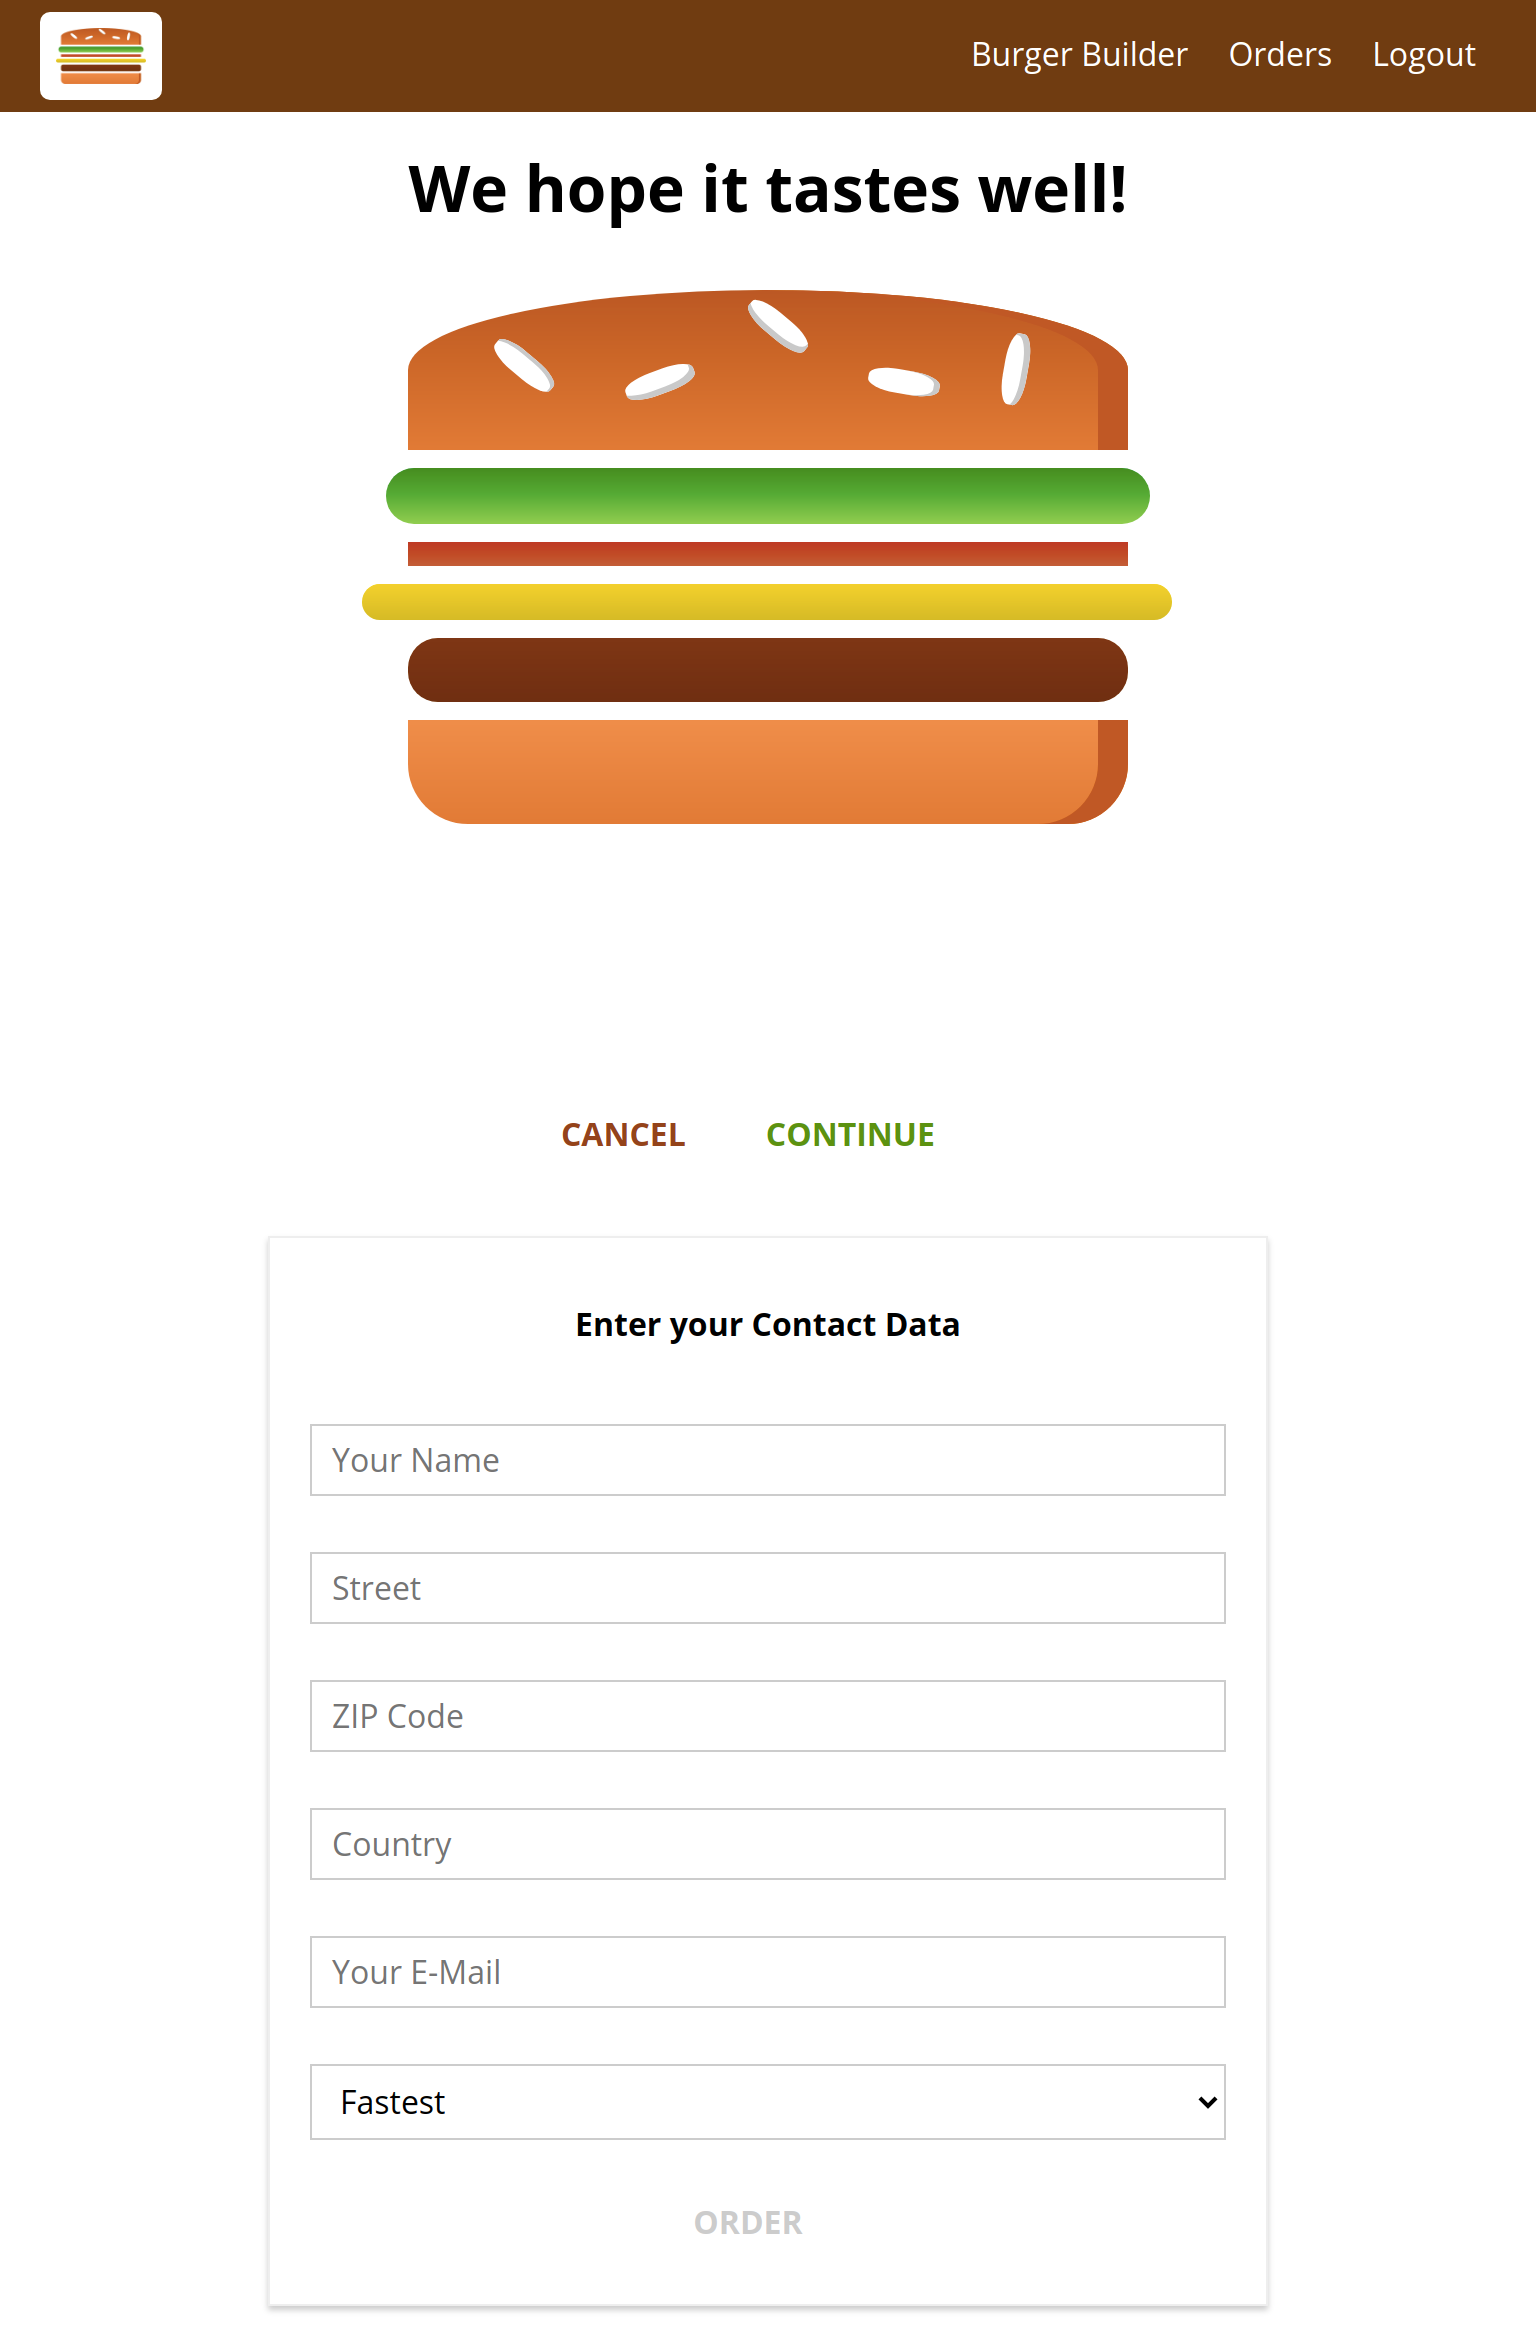 Burger Builder Orders Logout
We hope it tastes well!
CANCEL CONTINUE
Enter your Contact Data
Your Name
Street
ZIP Code
Country
Your E-Mail
Fastest
ORDER